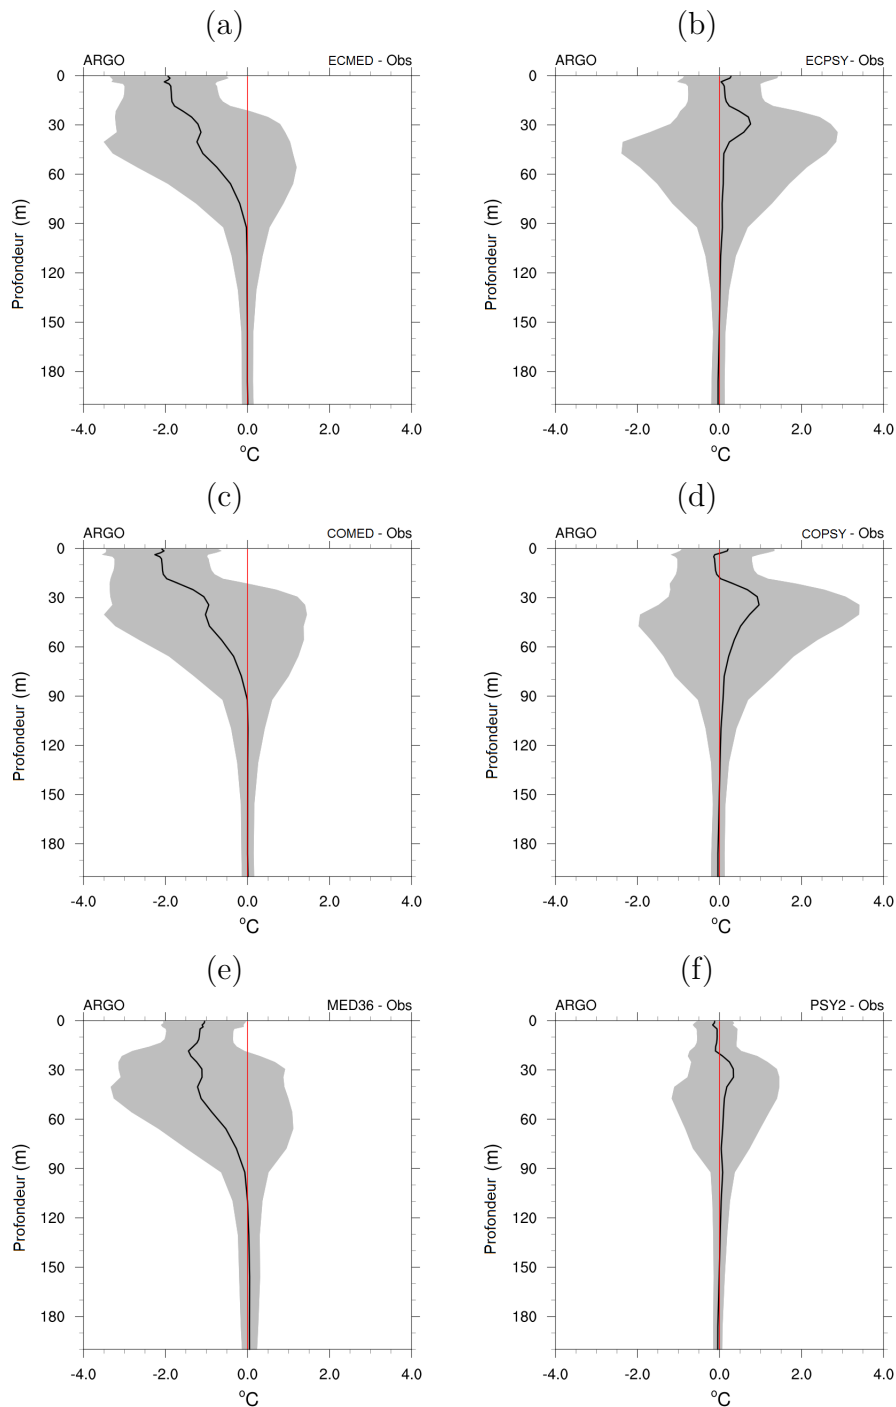 (a)
ARGO ECMED - Obs
0
30
60
90
120
150
180
Profondeur (m)
-4.0 -2.0 0.0 2.0 4.0
°C
(b)
ARGO ECPSY - Obs
0
30
60
90
120
150
180
Profondeur (m)
-4.0 -2.0 0.0 2.0 4.0
°C
(c)
ARGO COMED - Obs
0
30
60
90
120
150
180
Profondeur (m)
-4.0 -2.0 0.0 2.0 4.0
°C
(d)
ARGO COPSY - Obs
0
30
60
90
120
150
180
Profondeur (m)
-4.0 -2.0 0.0 2.0 4.0
°C
(e)
ARGO MED36 - Obs
0
30
60
90
120
150
180
Profondeur (m)
-4.0 -2.0 0.0 2.0 4.0
°C
(f)
ARGO PSY2 - Obs
0
30
60
90
120
150
180
Profondeur (m)
-4.0 -2.0 0.0 2.0 4.0
°C